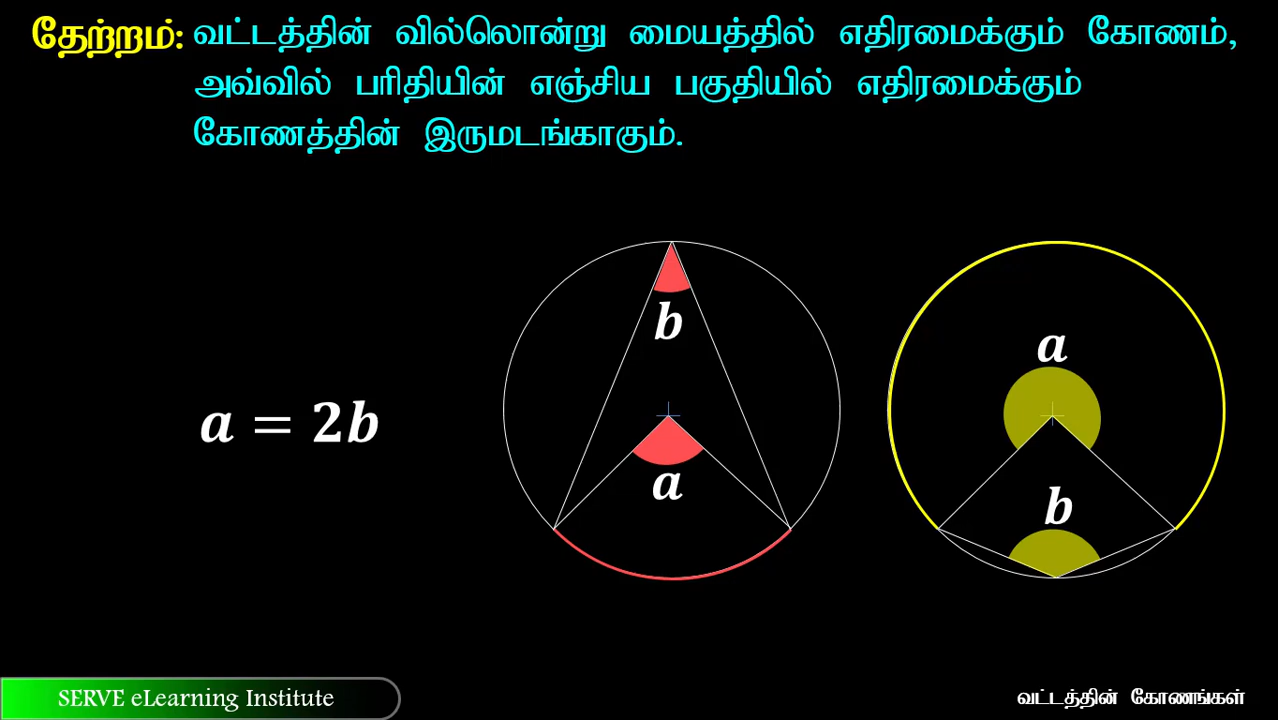 தேற்றம்: வட்டத்தின் வில்லொன்று மையத்தில் எதிரமைக்கும் கோணம்,
அவ்வில் பரிதியின் எஞ்சிய பகுதியில் எதிரமைக்கும்
கோணத்தின் இருமடங்காகும்.
b
a
a = 2b
a
b
SERVE eLearning Institute
வட்டத்தின் கோணங்கள்